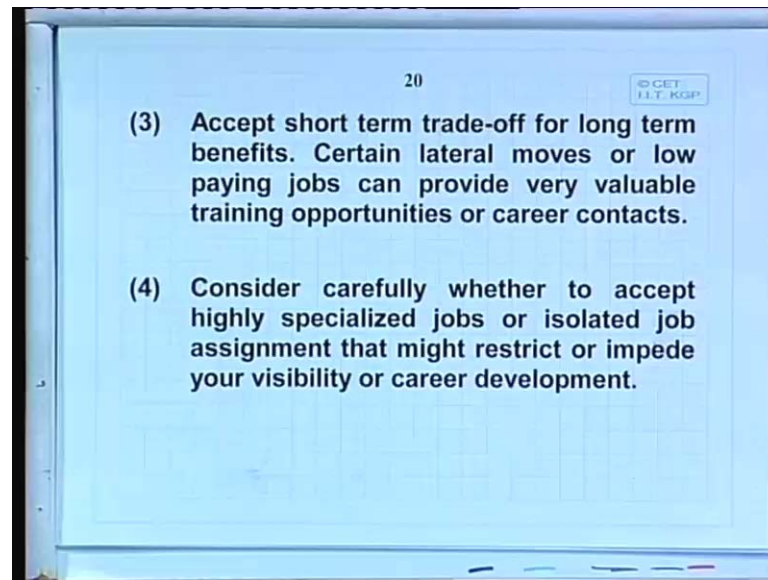 20
© CET
I.I.T. KGP
(3) Accept short term trade-off for long term
benefits. Certain lateral moves or low
paying jobs can provide very valuable
training opportunities or career contacts.
(4) Consider carefully whether to accept
highly specialized jobs or isolated job
assignment that might restrict or impede
your visibility or career development.